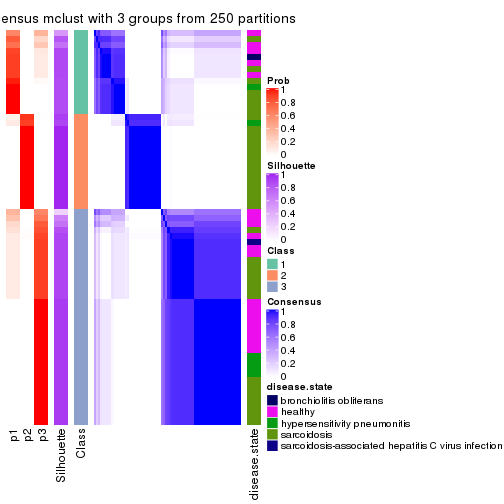 ensus mclust with 3 groups from 250 partitions
Prob
1
0.8
0.6
0.4
0.2
0
Silhouette
1
0.8
0.6
0.4
0.2
0
Class
1
2
3
Consensus
1
0.8
0.6
0.4
0.2
0
disease.state
bronchiolitis obliterans
healthy
hypersensitivity pneumonitis
sarcoidosis
sarcoidosis-associated hepatitis C virus infection
p1
p2
p3
Silhouette
Class
disease.state